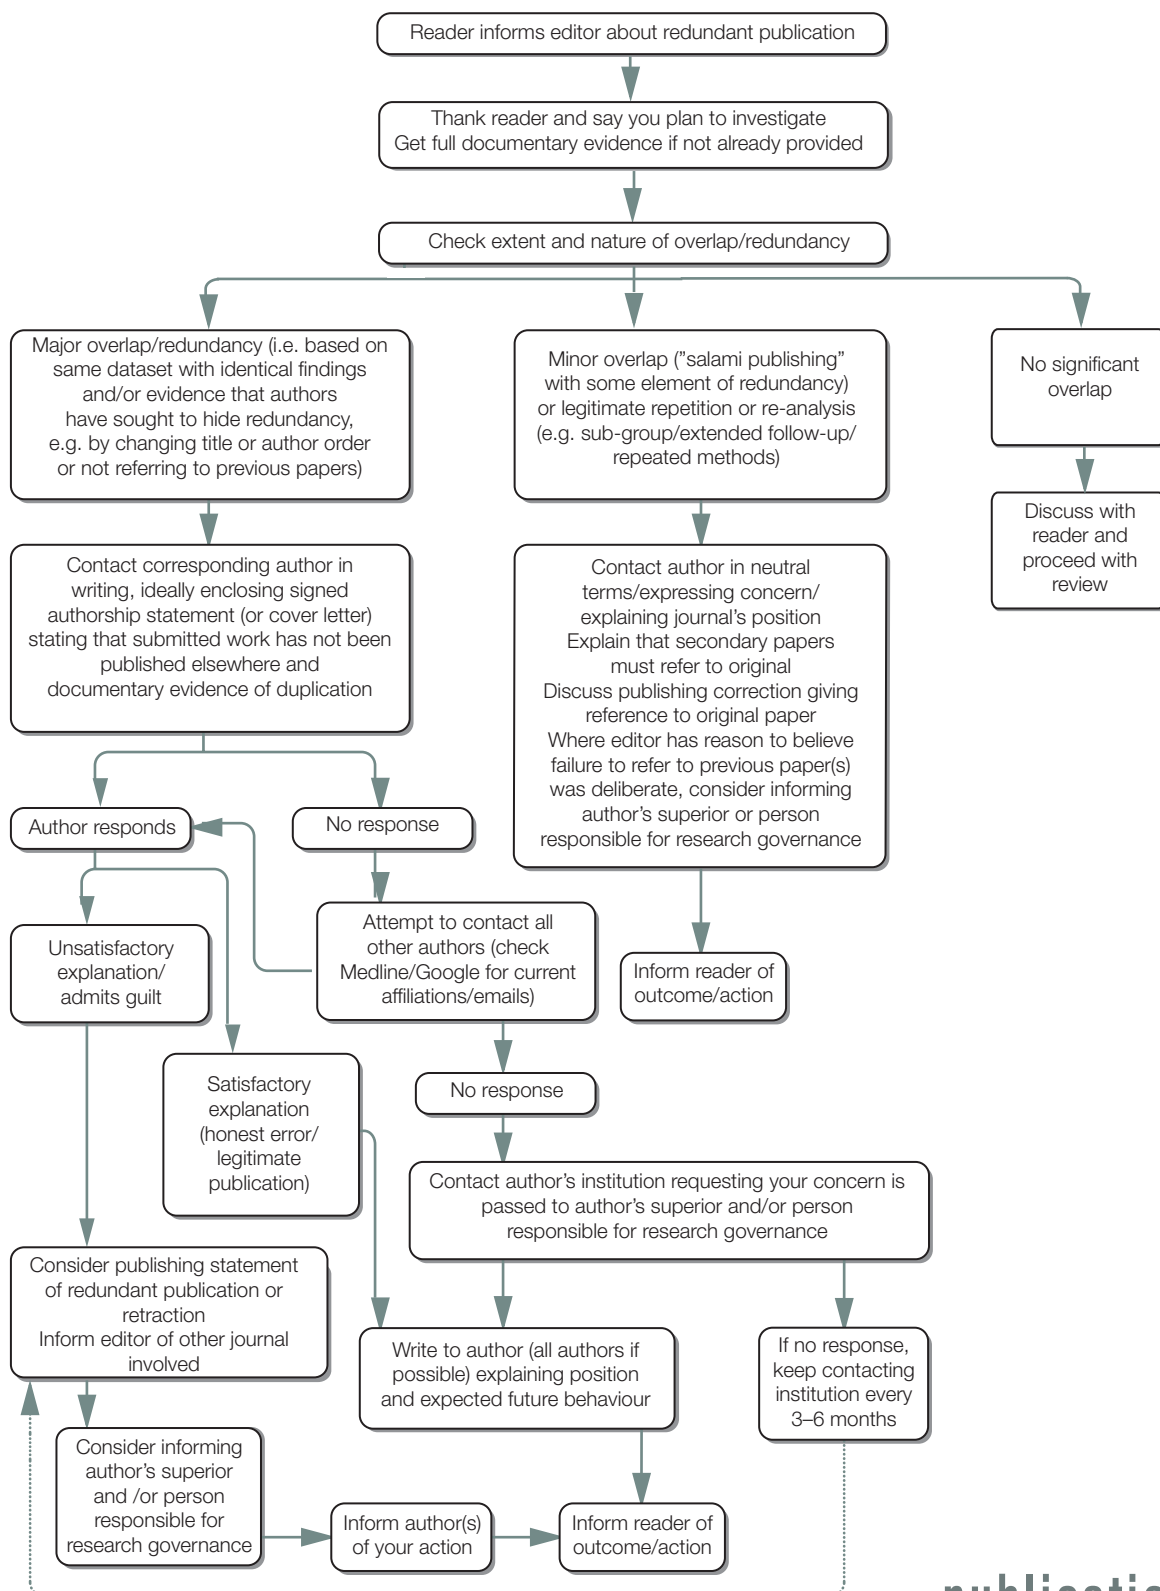 Reader informs editor about redundant publication
Thank reader and say you plan to investigate
Get full documentary evidence if not already provided
Check extent and nature of overlap/redundancy
Major overlap/redundancy (i.e. based on
same dataset with identical findings
and/or evidence that authors
have sought to hide redundancy,
e.g. by changing title or author order
or not referring to previous papers)
Minor overlap ("salami publishing"
with some element of redundancy)
or legitimate repetition or re-analysis
(e.g. sub-group/extended follow-up/
repeated methods)
No significant
overlap
Contact corresponding author in
writing, ideally enclosing signed
authorship statement (or cover letter)
stating that submitted work has not been
published elsewhere and
documentary evidence of duplication
Contact author in neutral
terms/expressing concern/
explaining journal's position
Explain that secondary papers
must refer to original
Discuss publishing correction giving
reference to original paper
Where editor has reason to believe
failure to refer to previous paper(s)
was deliberate, consider informing
author's superior or person
responsible for research governance
Discuss with
reader and
proceed with
review
Author responds
No response
Unsatisfactory
explanation/
admits guilt
Attempt to contact all
other authors (check
Medline/Google for current
affiliations/emails)
Inform reader of
outcome/action
Satisfactory
explanation
(honest error/
legitimate
publication)
No response
Contact author's institution requesting your concern is
passed to author's superior and/or person
responsible for research governance
Consider publishing statement
of redundant publication or
retraction
Inform editor of other journal
involved
Write to author (all authors if
possible) explaining position
and expected future behaviour
If no response,
keep contacting
institution every
3–6 months
Consider informing
author's superior
and /or person
responsible for
research governance
Inform author(s)
of your action
Inform reader of
outcome/action